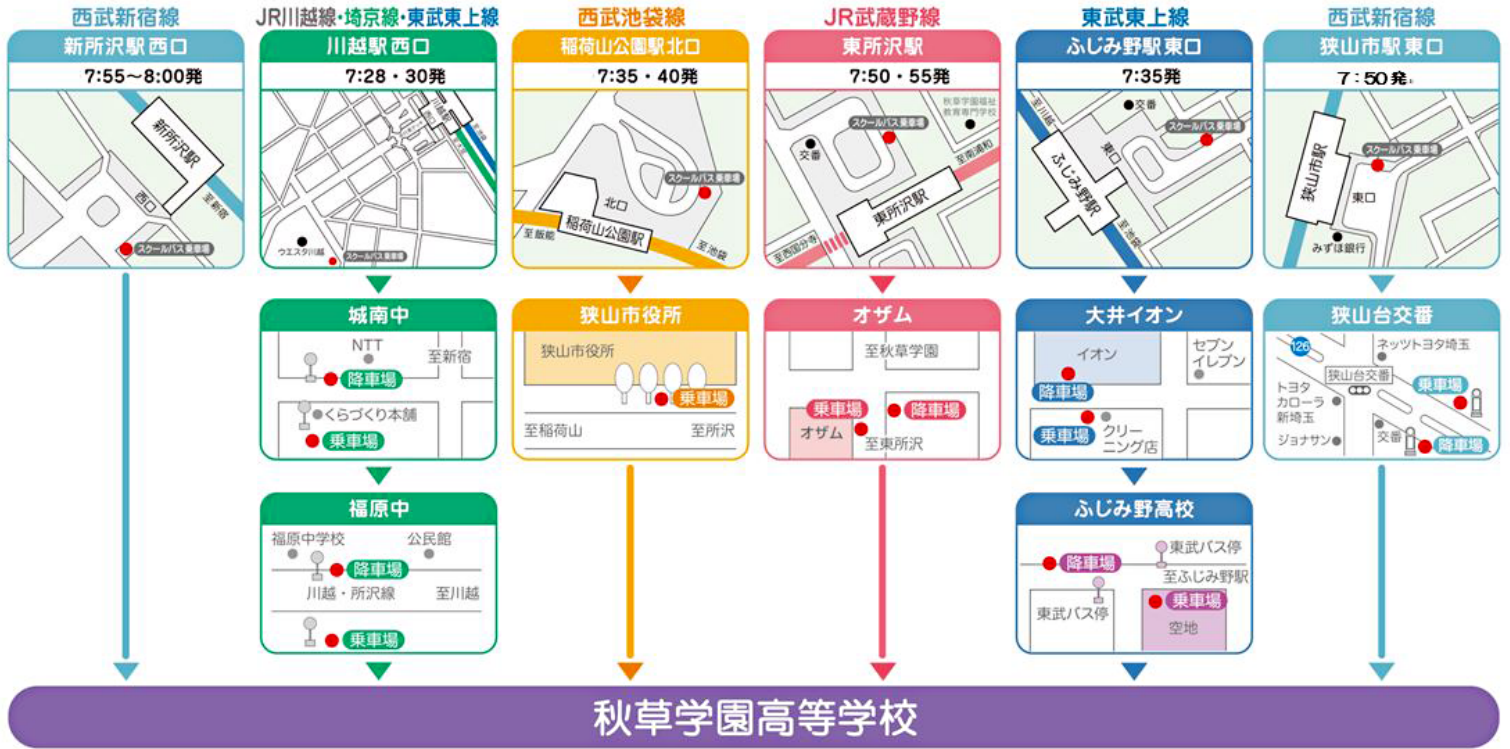 西武新宿線
新所沢駅西口
7:55～8:00発
新所沢駅
西口
至新宿
スクールバス乗車場
JR川越線・埼京線・東武東上線
川越駅西口
7:28・30発
川越駅
西口
至池袋
ウエスタ川越
スクールバス乗車場
城南中
NTT
至新宿
降車場
くらづくり本舗
乗車場
福原中
福原中学校
公民館
降車場
川越・所沢線
至川越
乗車場
西武池袋線
稲荷山公園駅北口
7:35・40発
スクールバス乗車場
北口
稲荷山公園駅
至飯能
至池袋
狭山市役所
狭山市役所
乗車場
至稲荷山
至所沢
JR武蔵野線
東所沢駅
7:50・55発
秋草学園福祉
教育専門学校
スクールバス乗車場
交番
至南浦和
東所沢駅
至西国分寺
オザム
至秋草学園
乗車場
降車場
オザム
至東所沢
東武東上線
ふじみ野駅東口
7:35発
交番
至川越
スクールバス乗車場
東口
ふじみ野駅
至池袋
大井イオン
イオン
セブン
イレブン
降車場
乗車場
クリー
ニング店
ふじみ野高校
東武バス停
降車場
至ふじみ野駅
乗車場
東武バス停
空地
西武新宿線
狭山市駅東口
7:50発
スクールバス乗車場
狭山市駅
東口
みずほ銀行
狭山台交番
126
ネッツトヨタ埼玉
狭山台交番
乗車場
トヨタ
カローラ
新埼玉
交番
ジョナサン
降車場
秋草学園高等学校